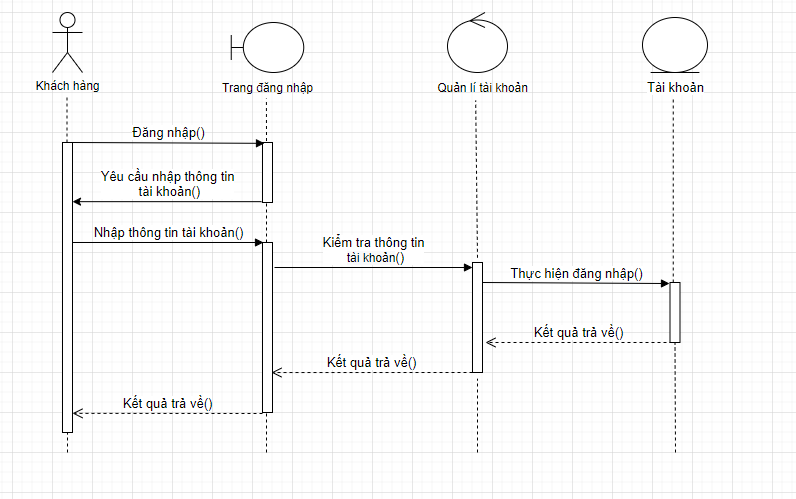 Khách hàng
Trang đăng nhập
Quản lí tài khoản
Tài khoản
Đăng nhập()
Yêu cầu nhập thông tin
tài khoản()
Nhập thông tin tài khoản()
Kiểm tra thông tin
tài khoản()
Thực hiện đăng nhập()
Kết quả trả về()
Kết quả trả về()
Kết quả trả về()